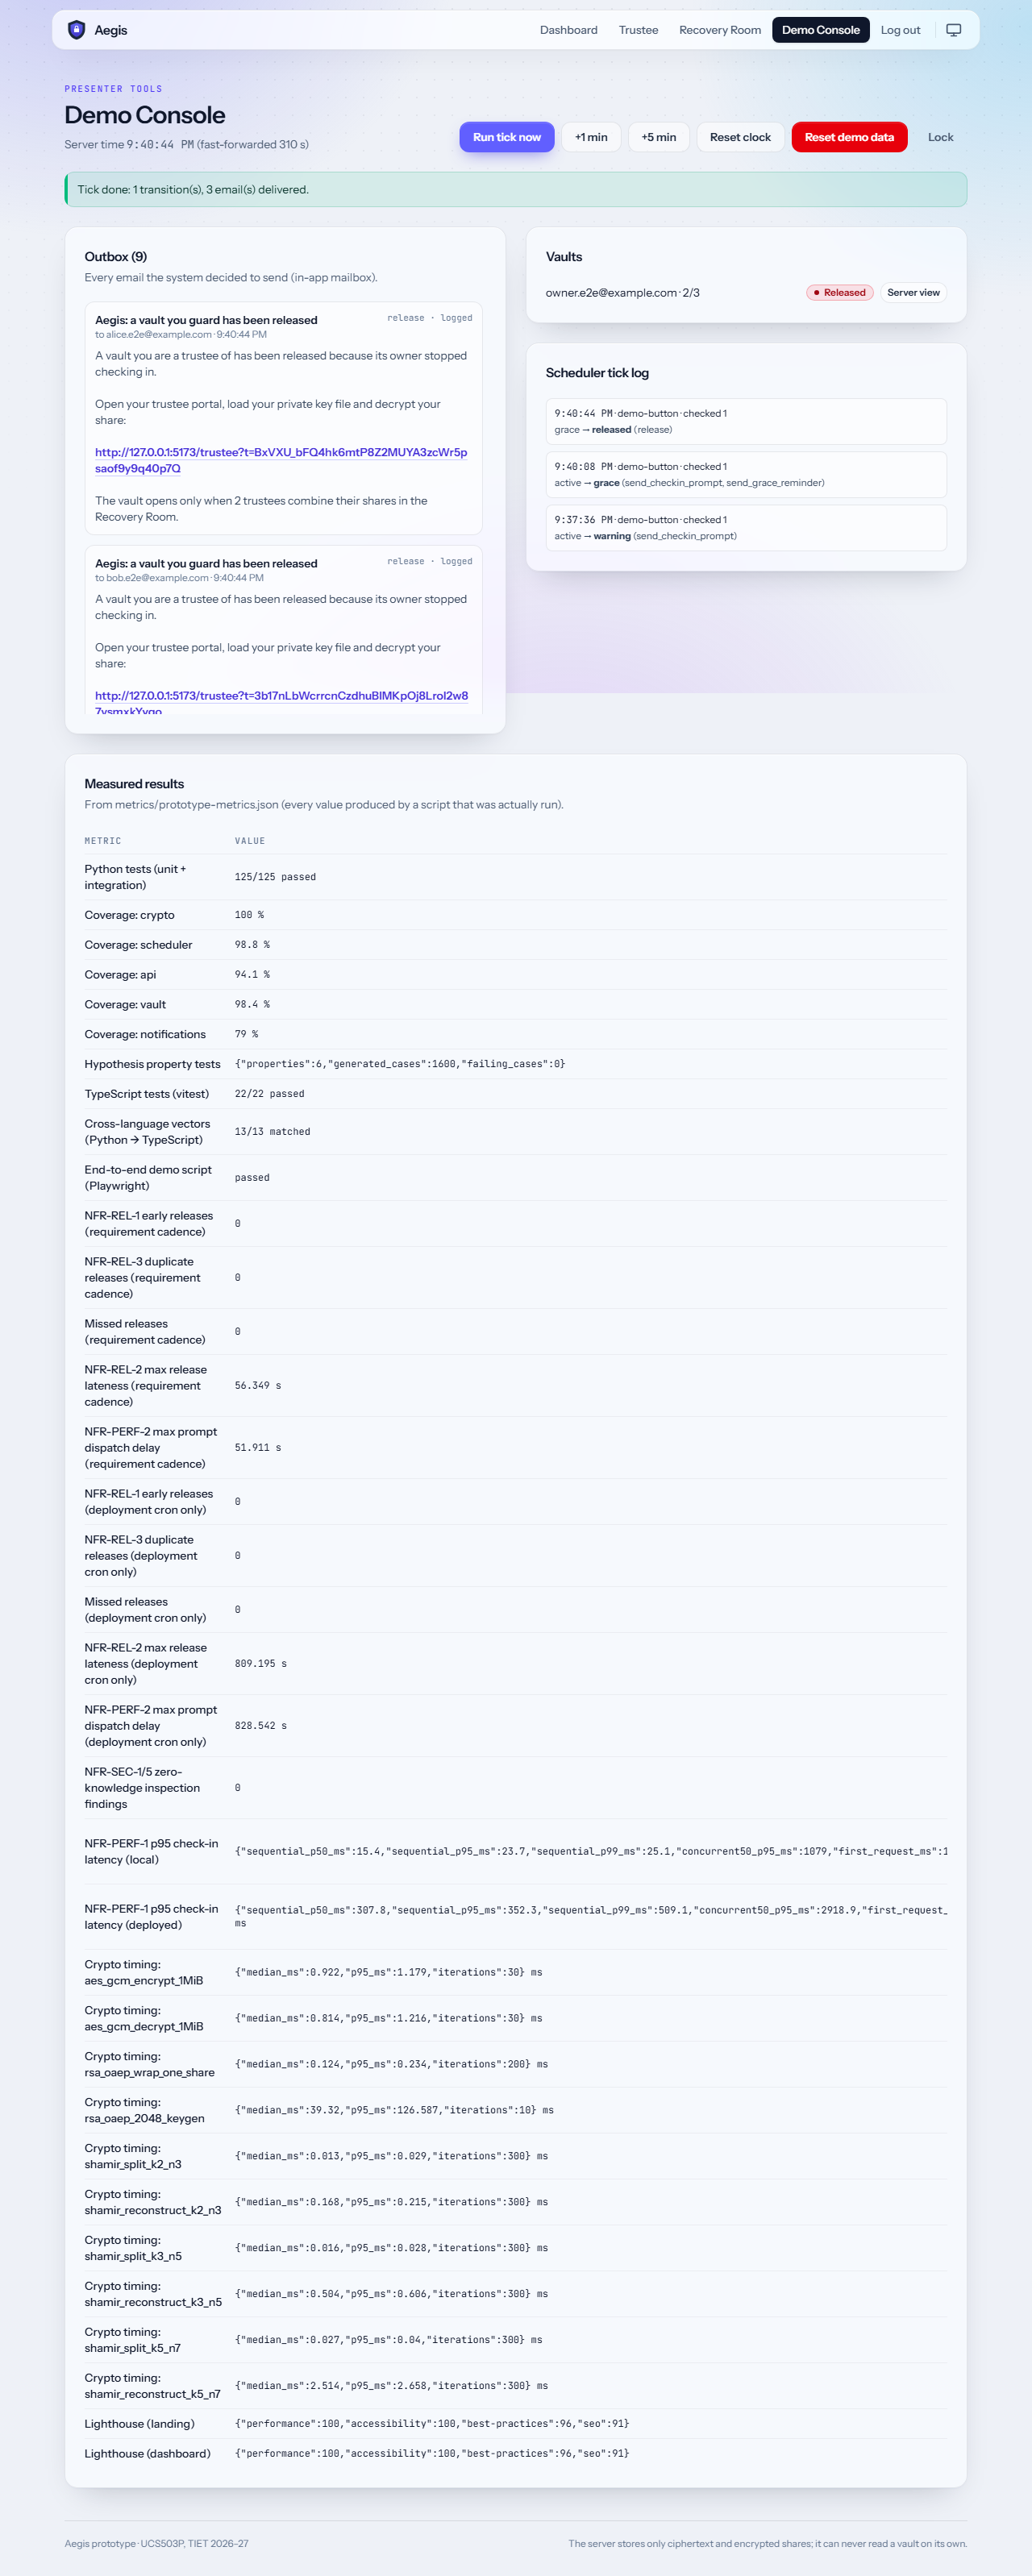 Aegis
Dashboard
Trustee
Recovery Room
Demo Console
Log out
PRESENTER TOOLS
Demo Console
Server time 9:40:44 PM (fast-forwarded 310 s)
Run tick now
+1 min
+5 min
Reset clock
Reset demo data
Lock
Tick done: 1 transition(s), 3 email(s) delivered.
Outbox (9)
Every email the system decided to send (in-app mailbox).
Aegis: a vault you guard has been released
release · logged
to alice.e2e@example.com · 9:40:44 PM
A vault you are a trustee of has been released because its owner stopped
checking in.
Open your trustee portal, load your private key file and decrypt your
share:
http://127.0.0.1:5173/trustee?t=BxVXU_bFQ4hk6mtP8Z2MUYA3zcWr5p
saof9y9q40p7Q
The vault opens only when 2 trustees combine their shares in the
Recovery Room.
Aegis: a vault you guard has been released
release · logged
to bob.e2e@example.com · 9:40:44 PM
A vault you are a trustee of has been released because its owner stopped
checking in.
Open your trustee portal, load your private key file and decrypt your
share:
Vaults
owner.e2e@example.com · 2/3
Released
Server view
Scheduler tick log
9:40:44 PM · demo-button · checked 1
grace → released (release)
9:40:08 PM · demo-button · checked 1
active → grace (send_checkin_prompt, send_grace_reminder)
9:37:36 PM · demo-button · checked 1
active → warning (send_checkin_prompt)
Measured results
From metrics/prototype-metrics.json (every value produced by a script that was actually run).
METRIC VALUE
Python tests (unit +
integration)
125/125 passed
Coverage: crypto
100 %
Coverage: scheduler
98.8 %
Coverage: api
94.1 %
Coverage: vault
98.4 %
Coverage: notifications
79 %
Hypothesis property tests
{"properties":6,"generated_cases":1600,"failing_cases":0}
TypeScript tests (vitest)
22/22 passed
Cross-language vectors
(Python → TypeScript)
13/13 matched
End-to-end demo script
(Playwright)
passed
NFR-REL-1 early releases
(requirement cadence)
0
NFR-REL-3 duplicate
releases (requirement
cadence)
0
Missed releases
(requirement cadence)
0
NFR-REL-2 max release
lateness (requirement
cadence)
56.349 s
NFR-PERF-2 max prompt
dispatch delay
(requirement cadence)
51.911 s
NFR-REL-1 early releases
(deployment cron only)
0
NFR-REL-3 duplicate
releases (deployment
cron only)
0
Missed releases
(deployment cron only)
0
NFR-REL-2 max release
lateness (deployment
cron only)
809.195 s
NFR-PERF-2 max prompt
dispatch delay
(deployment cron only)
828.542 s
NFR-SEC-1/5 zero-
knowledge inspection
findings
0
NFR-PERF-1 p95 check-in
latency (local)
{"sequential_p50_ms":15.4,"sequential_p95_ms":23.7,"sequential_p99_ms":25.1,"concurrent50_p95_ms":1079,"first_request_ms":1
NFR-PERF-1 p95 check-in
latency (deployed)
{"sequential_p50_ms":307.8,"sequential_p95_ms":352.3,"sequential_p99_ms":509.1,"concurrent50_p95_ms":2918.9,"first_request_
ms
Crypto timing:
aes_gcm_encrypt_1MiB
{"median_ms":0.922,"p95_ms":1.179,"iterations":30} ms
Crypto timing:
aes_gcm_decrypt_1MiB
{"median_ms":0.814,"p95_ms":1.216,"iterations":30} ms
Crypto timing:
rsa_oaep_wrap_one_share
{"median_ms":0.124,"p95_ms":0.234,"iterations":200} ms
Crypto timing:
rsa_oaep_2048_keygen
{"median_ms":39.32,"p95_ms":126.587,"iterations":10} ms
Crypto timing:
shamir_split_k2_n3
{"median_ms":0.013,"p95_ms":0.029,"iterations":300} ms
Crypto timing:
shamir_reconstruct_k2_n3
{"median_ms":0.168,"p95_ms":0.215,"iterations":300} ms
Crypto timing:
shamir_split_k3_n5
{"median_ms":0.016,"p95_ms":0.028,"iterations":300} ms
Crypto timing:
shamir_reconstruct_k3_n5
{"median_ms":0.504,"p95_ms":0.606,"iterations":300} ms
Crypto timing:
shamir_split_k5_n7
{"median_ms":0.027,"p95_ms":0.04,"iterations":300} ms
Crypto timing:
shamir_reconstruct_k5_n7
{"median_ms":2.514,"p95_ms":2.658,"iterations":300} ms
Lighthouse (landing)
{"performance":100,"accessibility":100,"best-practices":96,"seo":91}
Lighthouse (dashboard)
{"performance":100,"accessibility":100,"best-practices":96,"seo":91}
Aegis prototype · UCS503P, TIET 2026–27
The server stores only ciphertext and encrypted shares; it can never read a vault on its own.